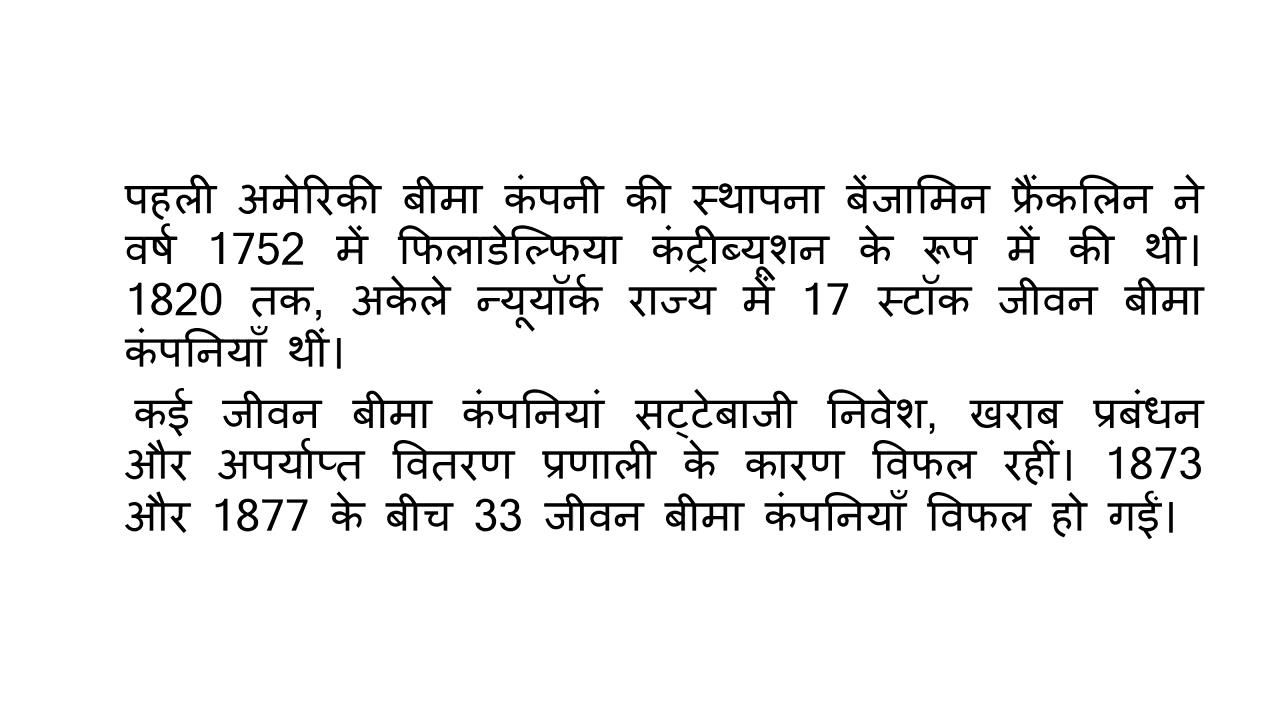 पहली अमेरिकी बीमा कंपनी की स्थापना बेंजामिन फ्रैंकलिन ने
वर्ष 1752 में फिलाडेल्फिया कंट्रीब्यूशन के रूप में की थी।
1820 तक, अकेले न्यूयॉर्क राज्य में 17 स्टॉक जीवन बीमा
कंपनियाँ थीं।
कई जीवन बीमा कंपनियां सट्टेबाजी निवेश, खराब प्रबंधन
और अपर्याप्त वितरण प्रणाली के कारण विफल रहीं। 1873
और 1877 के बीच 33 जीवन बीमा कंपनियाँ विफल हो गईं।